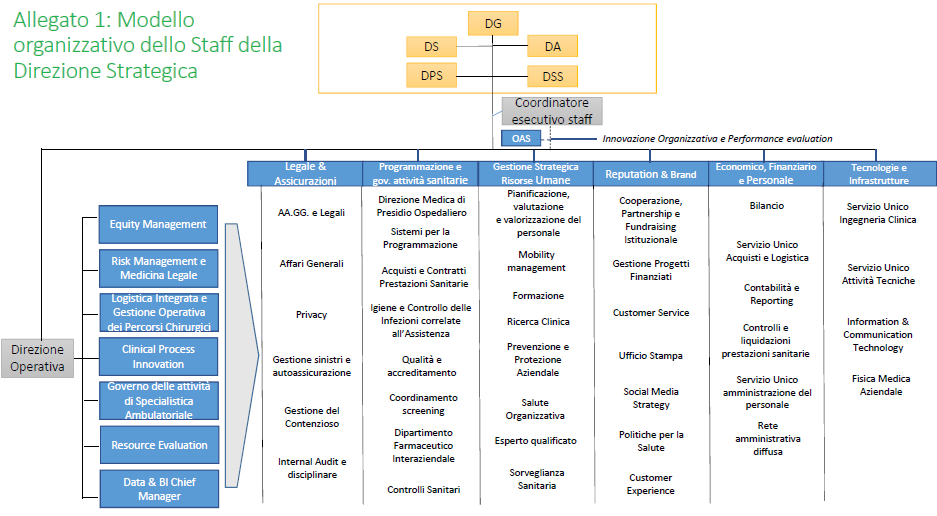 Allegato 1: Modello
organizzativo dello Staff della
Direzione Strategica
DG
DS
DA
DPS
DSS
Coordinatore
esecutivo staff
OAS
Innovazione Organizzativa e Performance evaluation
Legale &
Assicurazioni
Programmazione e
gov. attività sanitarie
Gestione Strategica
Risorse Umane
Reputation & Brand
Economico, Finanziario
e Personale
Tecnologie e
Infrastrutture
Direzione
Operativa
Equity Management
Risk Management e
Medicina Legale
Logistica Integrata e
Gestione Operativa
dei Percorsi Chirurgici
Clinical Process
Innovation
Governo delle attività
di Specialistica
Ambulatoriale
Resource Evaluation
Data & BI Chief
Manager
AA.GG. e Legali
Affari Generali
Privacy
Gestione sinistri e
autoassicurazione
Gestione del
Contenzioso
Internal Audit e
disciplinare
Direzione Medica di
Presidio Ospedaliero
Sistemi per la
Programmazione
Acquisti e Contratti
Prestazioni Sanitarie
Igiene e Controllo delle
Infezioni correlate
all'Assistenza
Qualità e
accreditamento
Coordinamento
screening
Dipartimento
Farmaceutico
Interaziendale
Controlli Sanitari
Pianificazione,
valutazione
e valorizzazione del
personale
Mobility
management
Formazione
Ricerca Clinica
Prevenzione e
Protezione
Aziendale
Salute
Organizzativa
Esperto qualificato
Sorveglianza
Sanitaria
Cooperazione,
Partnership e
Fundraising
Istituzionale
Gestione Progetti
Finanziati
Customer Service
Ufficio Stampa
Social Media
Strategy
Politiche per la
Salute
Customer
Experience
Bilancio
Servizio Unico
Acquisti e Logistica
Contabilità e
Reporting
Controlli e
liquidazioni
prestazioni sanitarie
Servizio Unico
amministrazione del
personale
Rete
amministrativa
diffusa
Servizio Unico
Ingegneria Clinica
Servizio Unico
Attività Tecniche
Information &
Communication
Technology
Fisica Medica
Aziendale